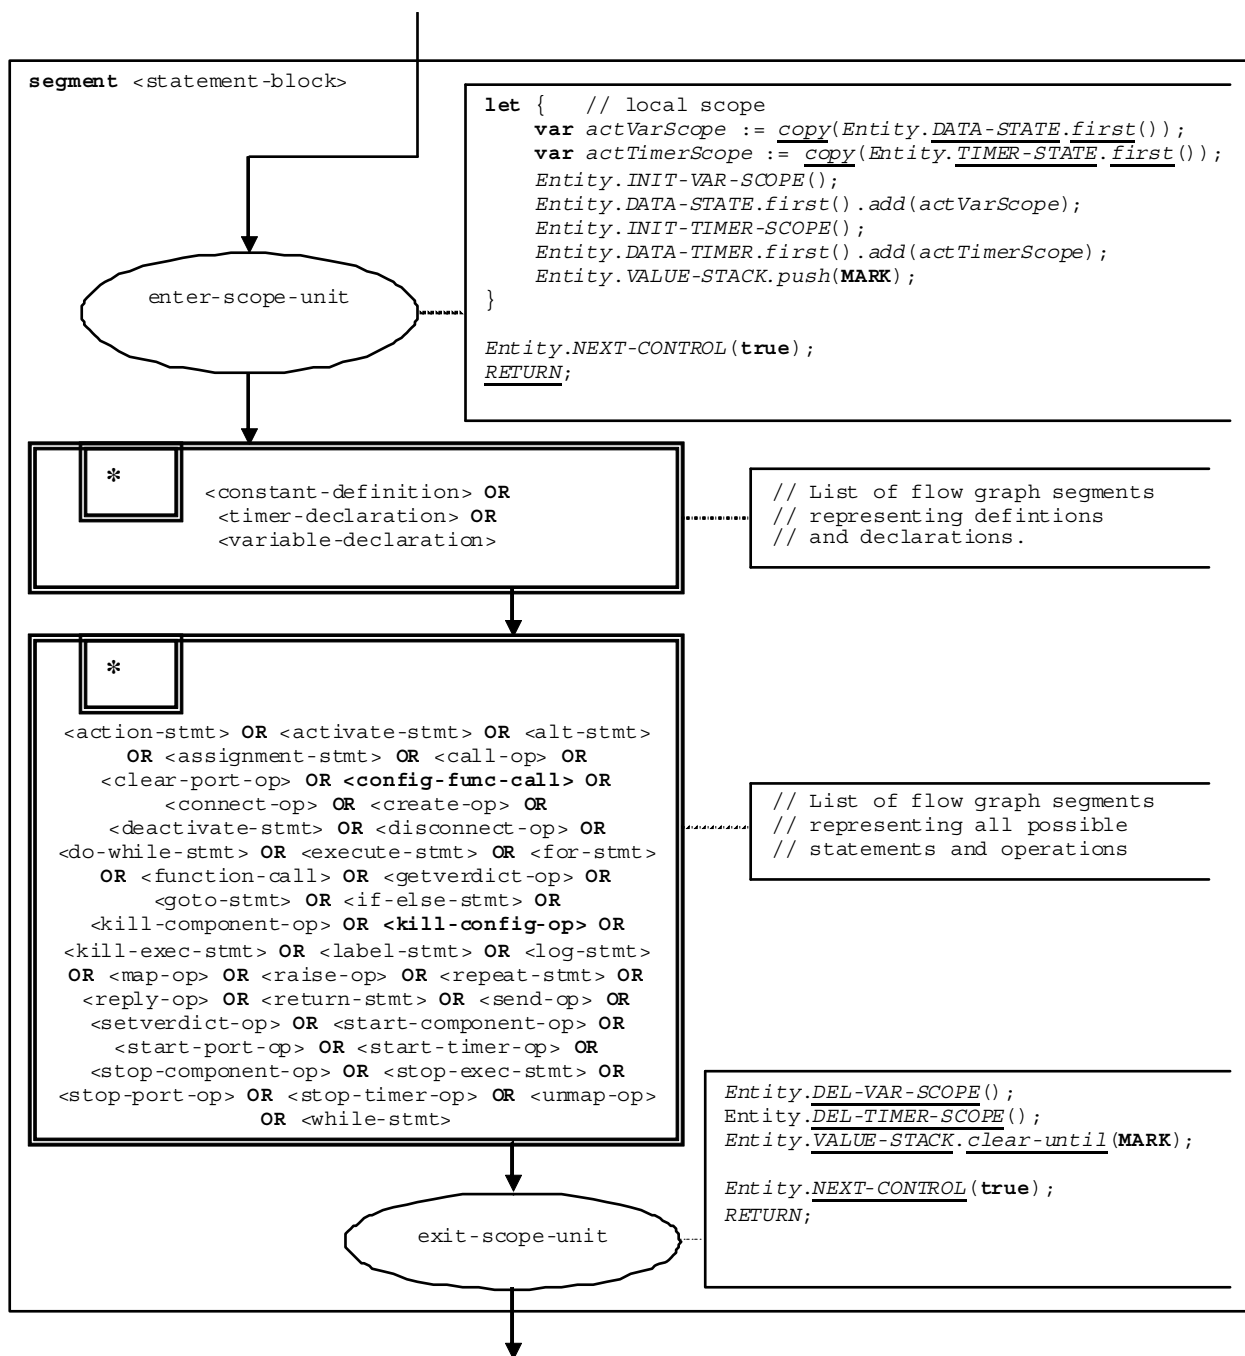 segment <statement-block>
let {   // local scope
var actVarScope := copy(Entity.DATA-STATE.first());
var actTimerScope := copy(Entity.TIMER-STATE.first());
Entity.INIT-VAR-SCOPE();
Entity.DATA-STATE.first().add(actVarScope);
Entity.INIT-TIMER-SCOPE();
Entity.DATA-TIMER.first().add(actTimerScope);
Entity.VALUE-STACK.push(MARK);
}
Entity.NEXT-CONTROL(true);
RETURN;
enter-scope-unit
*
<constant-definition> OR
<timer-declaration> OR
<variable-declaration>
// List of flow graph segments
// representing defintions
// and declarations.
*
<action-stmt> OR <activate-stmt> OR <alt-stmt>
OR <assignment-stmt> OR <call-op> OR
<clear-port-op> OR <config-func-call> OR
<connect-op> OR <create-op> OR
<deactivate-stmt> OR <disconnect-op> OR
<do-while-stmt> OR <execute-stmt> OR <for-stmt>
OR <function-call> OR <getverdict-op> OR
<goto-stmt> OR <if-else-stmt> OR
<kill-component-op> OR <kill-config-op> OR
<kill-exec-stmt> OR <label-stmt> OR <log-stmt>
OR <map-op> OR <raise-op> OR <repeat-stmt> OR
<reply-op> OR <return-stmt> OR <send-op> OR
<setverdict-op> OR <start-component-op> OR
<start-port-op> OR <start-timer-op> OR
<stop-component-op> OR <stop-exec-stmt> OR
<stop-port-op> OR <stop-timer-op> OR <unmap-op>
OR <while-stmt>
// List of flow graph segments
// representing all possible
// statements and operations
Entity.DEL-VAR-SCOPE();
Entity.DEL-TIMER-SCOPE();
Entity.VALUE-STACK.clear-until(MARK);
Entity.NEXT-CONTROL(true);
RETURN;
exit-scope-unit